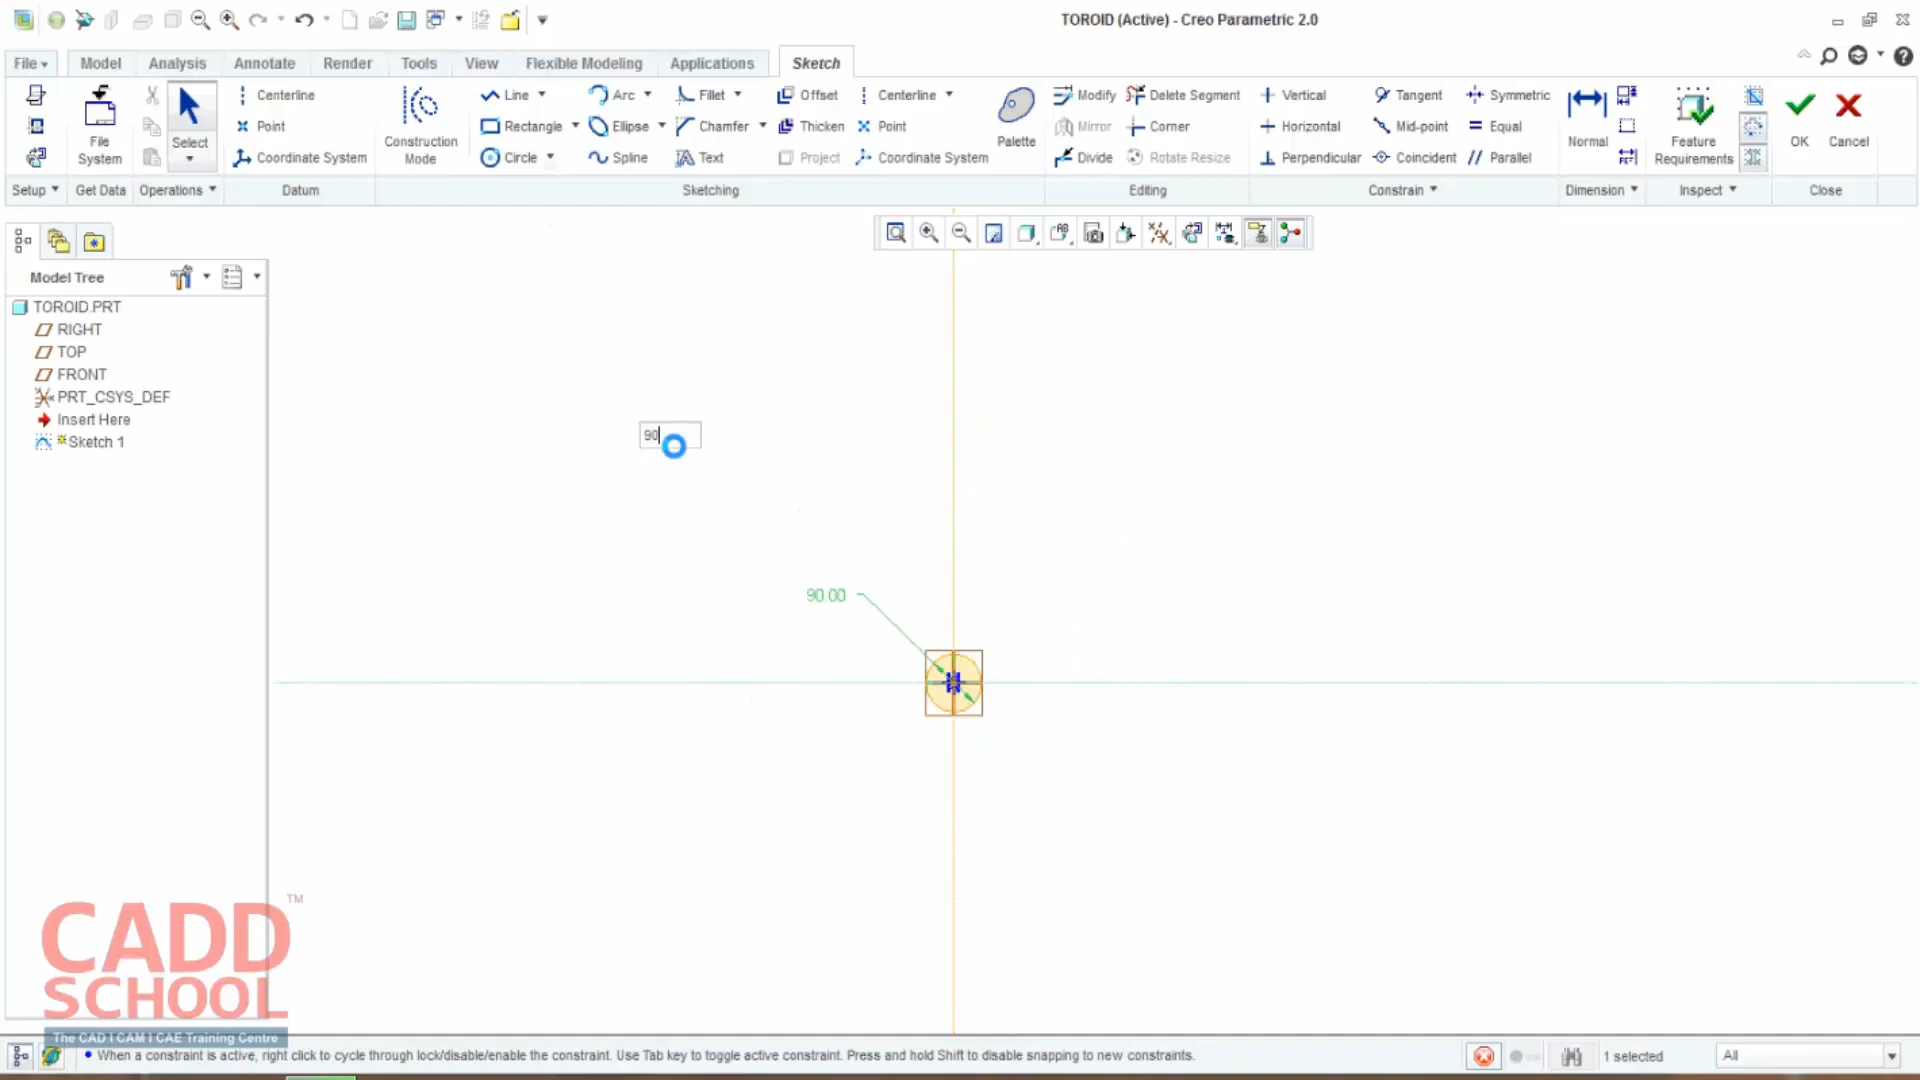 TOROID (Active) - Creo Parametric 2.0
File Model Analysis Annotate Render Tools View Flexible Modeling Applications Sketch
Centerline Line Arc Fillet Offset Centerline Modify Delete Segment Vertical Tangent Symmetric
Point Rectangle Ellipse Chamfer Thicken Point Mirror Corner Horizontal Mid-point Equal
Coordinate System Circle Spline Text Project Coordinate System Divide Rotate Resize Perpendicular Coincident Parallel
File System Select Construction Mode Palette Normal Feature Requirements OK Cancel
Setup Get Data Operations Datum Sketching Editing Constrain Dimension Inspect Close
Model Tree
TOROID.PRT
RIGHT
TOP
FRONT
PRT_CSYS_DEF
Insert Here
Sketch 1
90
90.00
CADD
SCHOOL
TM
The CAD I CAM I CAE Training Centre
When a constraint is active, right click to cycle through lock/disable/enable the constraint. Use Tab key to toggle active constraint. Press and hold Shift to disable snapping to new constraints.
1 selected
All